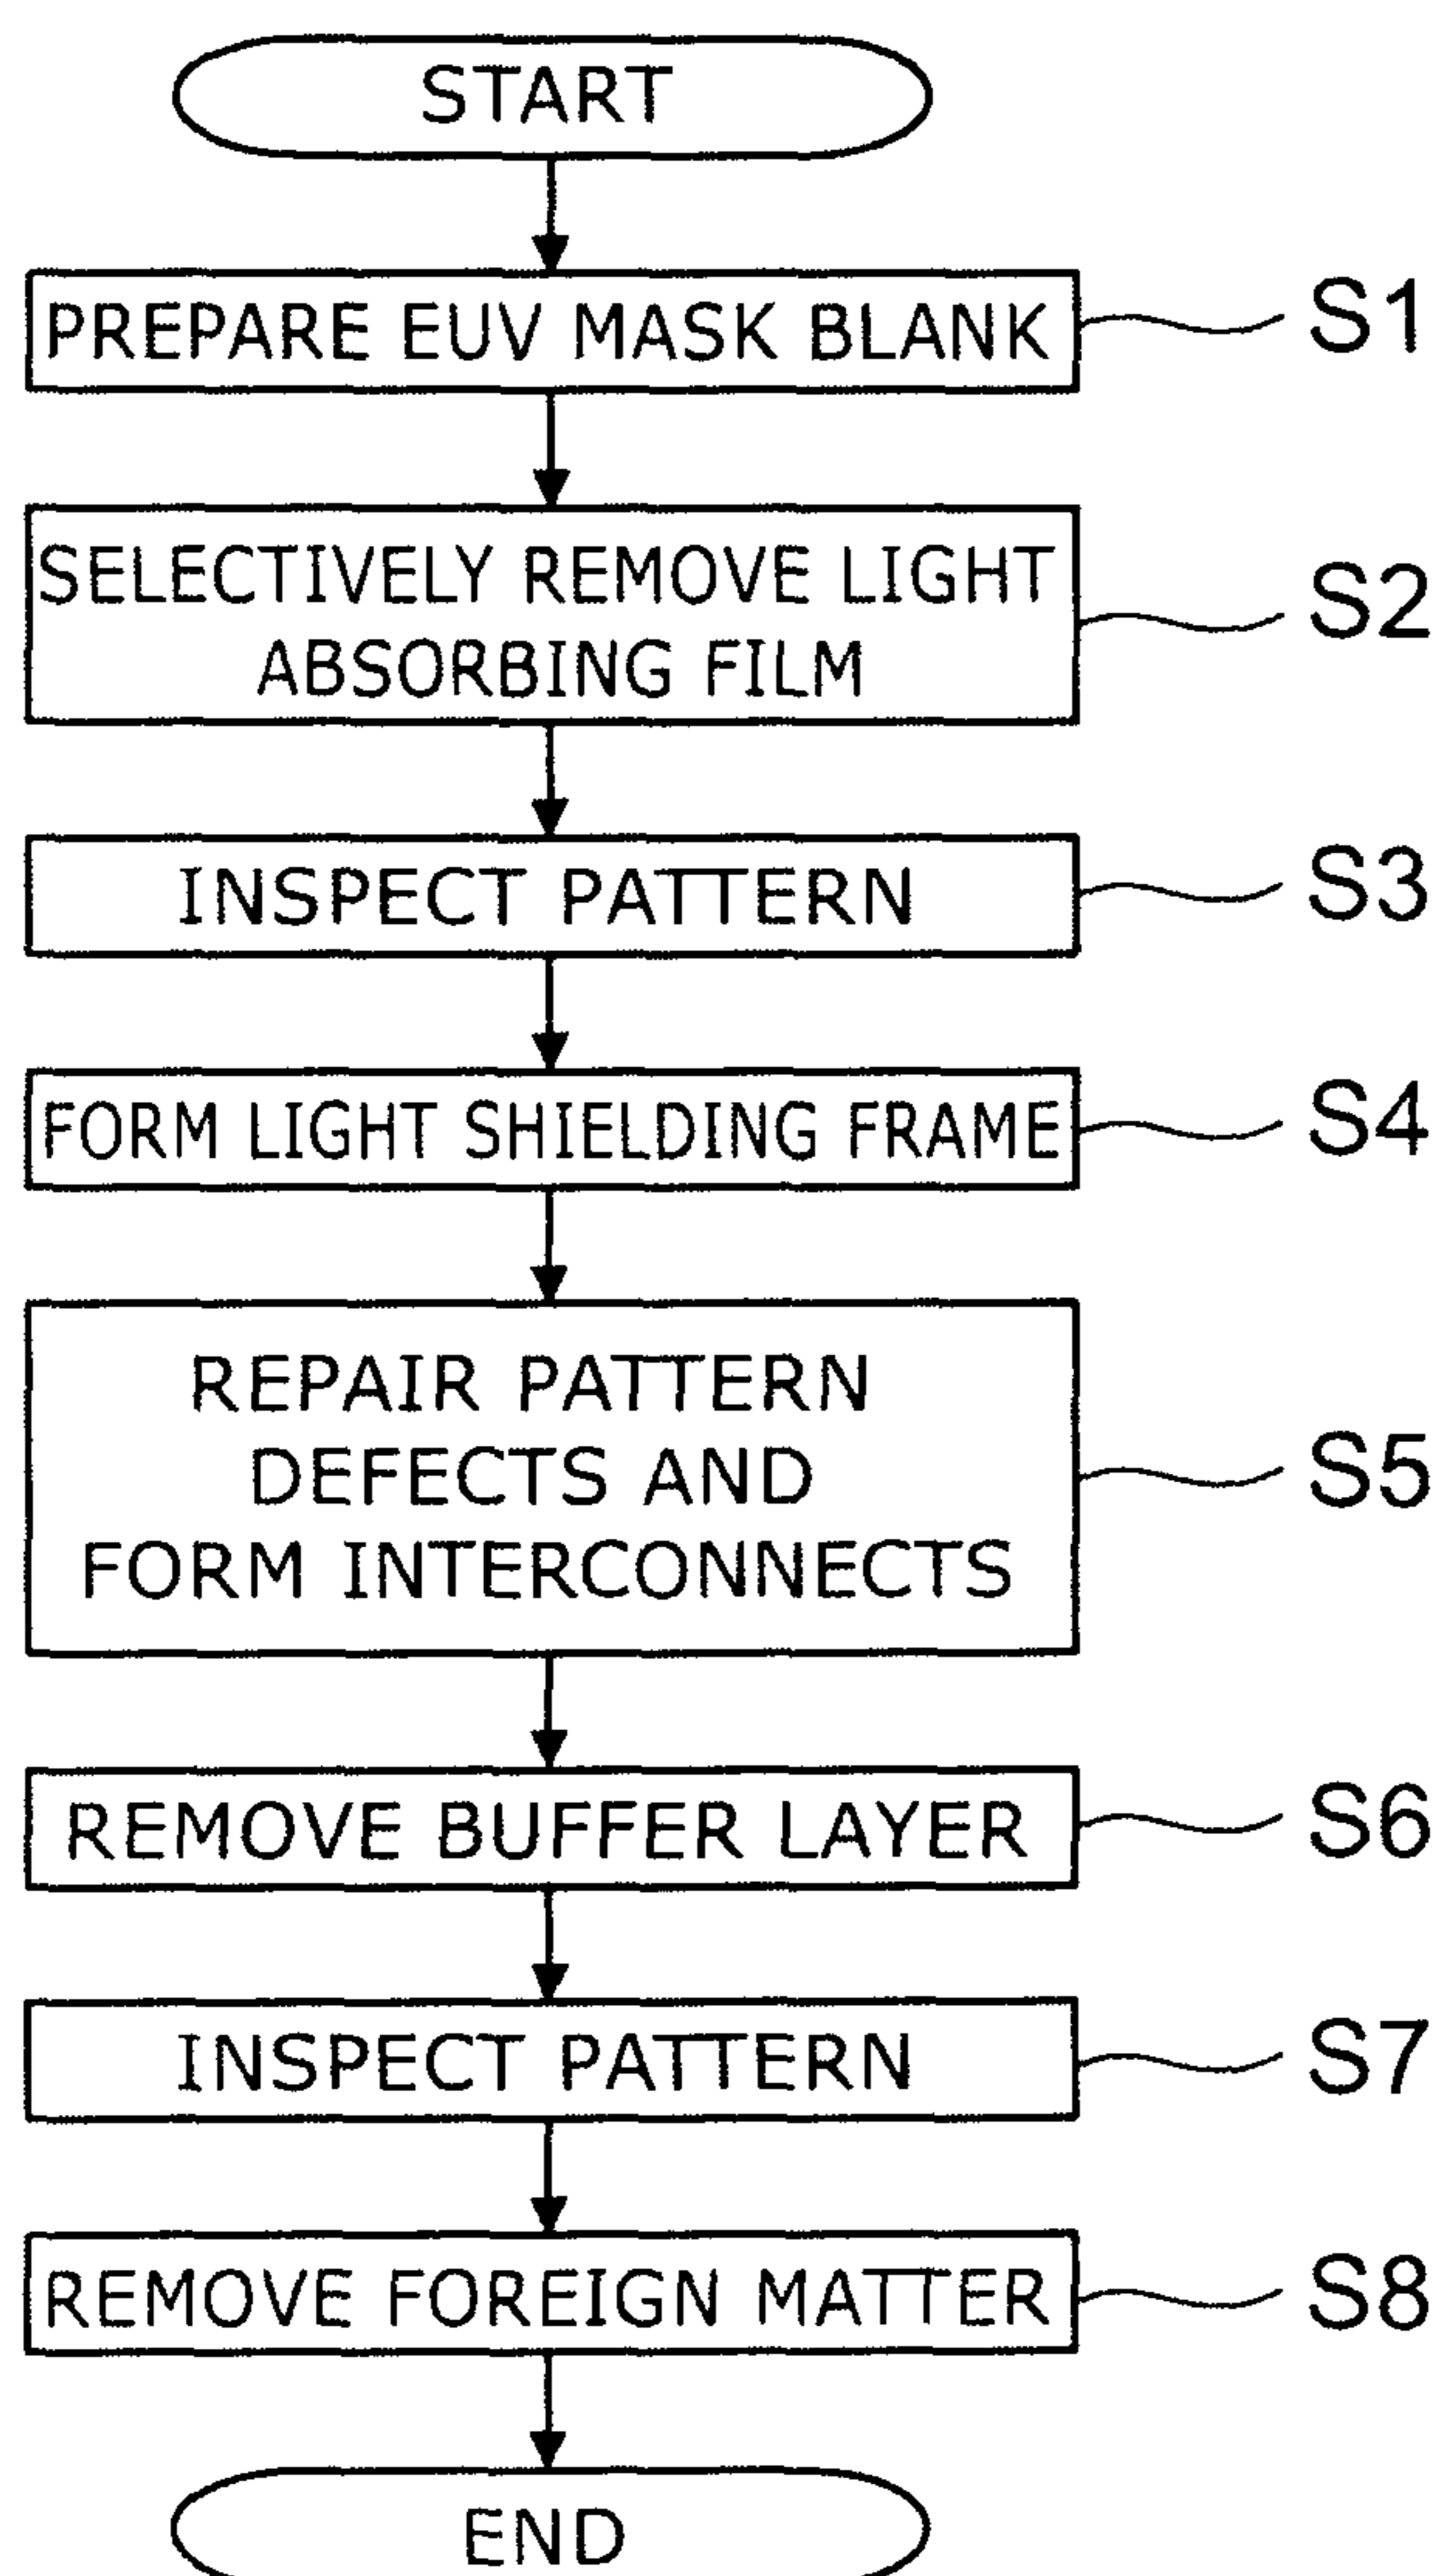 START
PREPARE EUV MASK BLANK
S1
SELECTIVELY REMOVE LIGHT
ABSORBING FILM
S2
INSPECT PATTERN
S3
FORM LIGHT SHIELDING FRAME
S4
REPAIR PATTERN
DEFECTS AND
FORM INTERCONNECTS
S5
REMOVE BUFFER LAYER
S6
INSPECT PATTERN
S7
REMOVE FOREIGN MATTER
S8
END